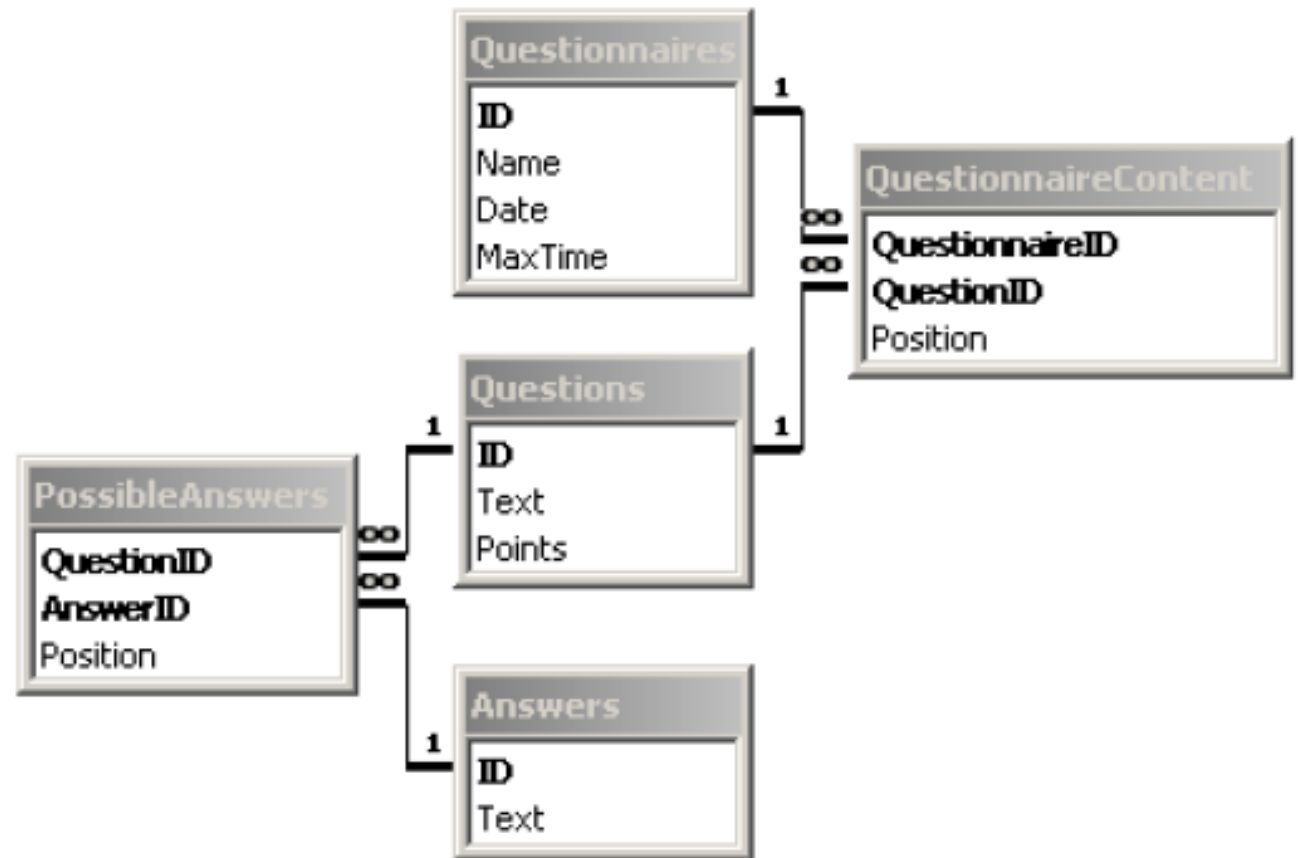 Questionnaires
ID
Name
Date
MaxTime
1
∞
∞
1
QuestionnaireContent
QuestionnaireID
QuestionID
Position
Questions
ID
Text
Points
1
∞
∞
1
PossibleAnswers
QuestionID
AnswerID
Position
Answers
ID
Text